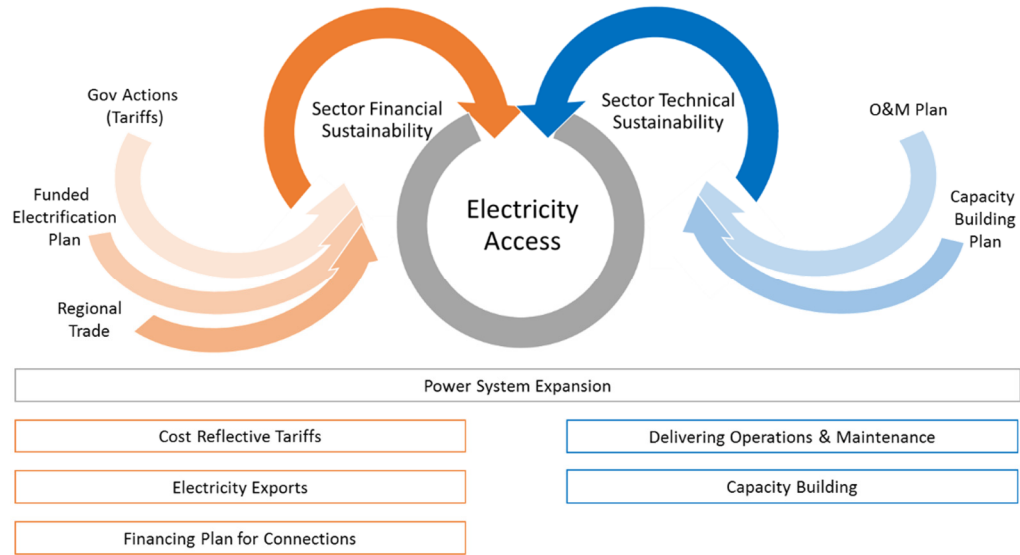 Gov Actions
(Tariffs)
Funded
Electrification
Plan
Regional
Trade
Sector Financial
Sustainability
Electricity
Access
Sector Technical
Sustainability
O&M Plan
Capacity
Building
Plan
Power System Expansion
Cost Reflective Tariffs
Delivering Operations & Maintenance
Electricity Exports
Capacity Building
Financing Plan for Connections